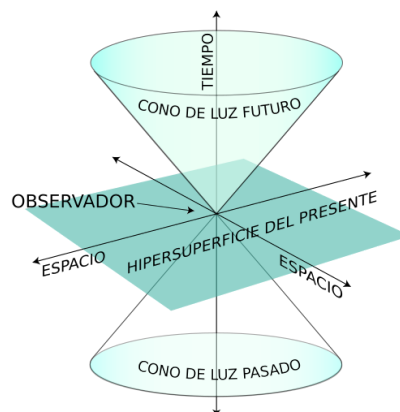 TIEMPO
CONO DE LUZ FUTURO
OBSERVADOR
HIPERSUPERFICIE DEL PRESENTE
ESPACIO
ESPACIO
CONO DE LUZ PASADO